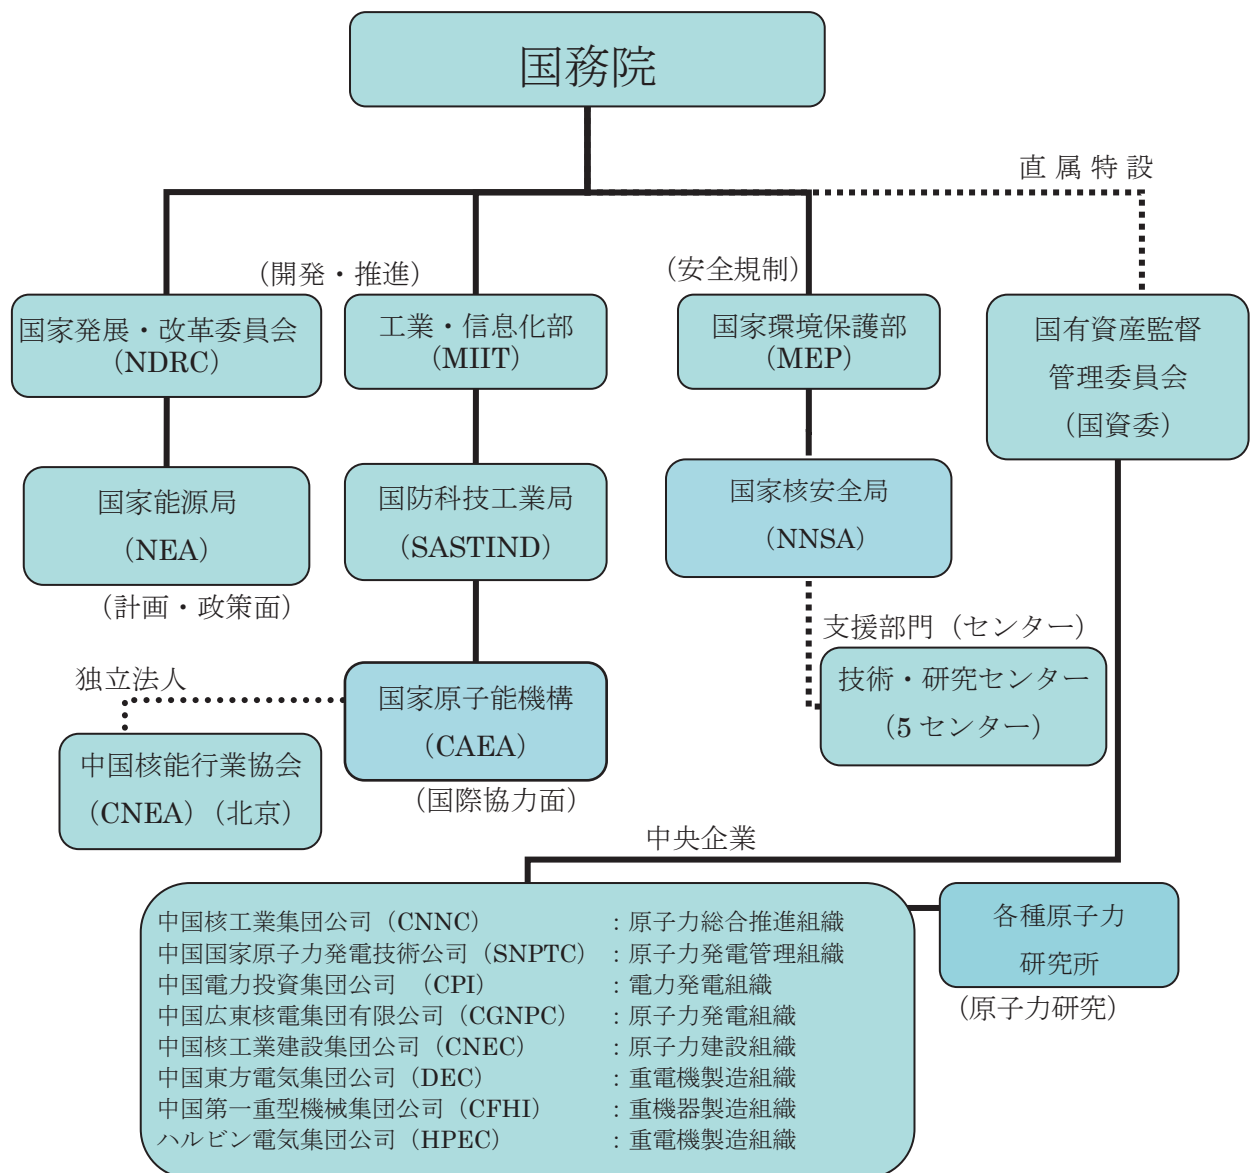 国務院
直属特設
(開発・推進)
(安全規制)
国家発展・改革委員会
(NDRC)
工業・信息化部
(MIIT)
国家環境保護部
(MEP)
国有資産監督
管理委員会
(国資委)
国家能源局
(NEA)
(計画・政策面)
国防科技工業局
(SASTIND)
国家核安全局
(NNSA)
支援部門(センター)
技術・研究センター
(5センター)
独立法人
中国核能行業協会
(CNEA)(北京)
国家原子能機構
(CAEA)
(国際協力面)
中央企業
中国核工業集団公司(CNNC) :原子力総合推進組織
中国国家原子力発電技術公司(SNPTC) :原子力発電管理組織
中国電力投資集団公司 (CPI) :電力発電組織
中国広東核電集団有限公司(CGNPC) :原子力発電組織
中国核工業建設集団公司(CNEC) :原子力建設組織
中国東方電気集団公司(DEC) :重電機製造組織
中国第一重型機械集団公司(CFHI) :重機器製造組織
ハルビン電気集団公司(HPEC) :重電機製造組織
各種原子力
研究所
(原子力研究)